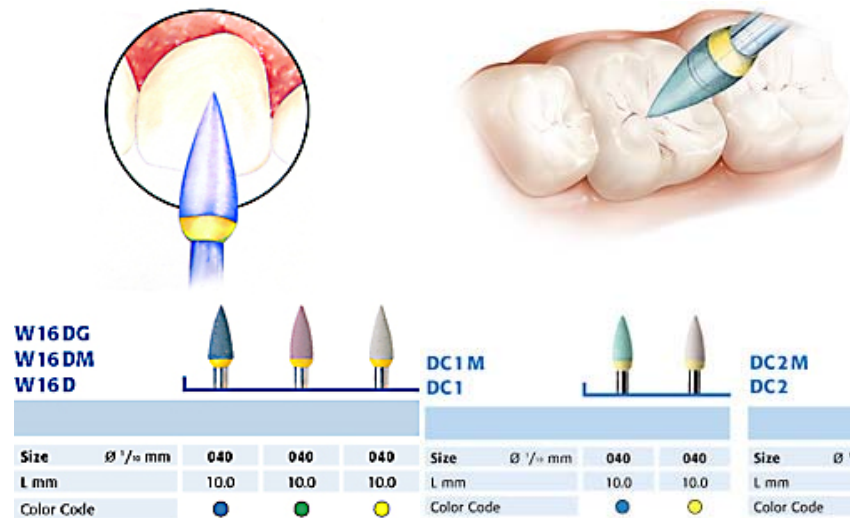 W16DG
W16DM
W16D
Size Ø 1/10 mm 040 040 040
L mm 10.0 10.0 10.0
Color Code
DC1M
DC1
Size Ø 1/10 mm 040 040
L mm 10.0 10.0
Color Code
DC2M
DC2
Size Ø
L mm
Color Code